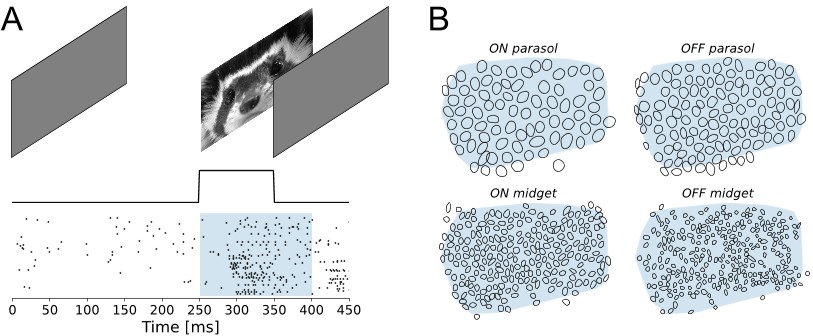 A
0 50 100 150 200 250 300 350 400 450
Time [ms]
B
ON parasol OFF parasol
ON midget OFF midget